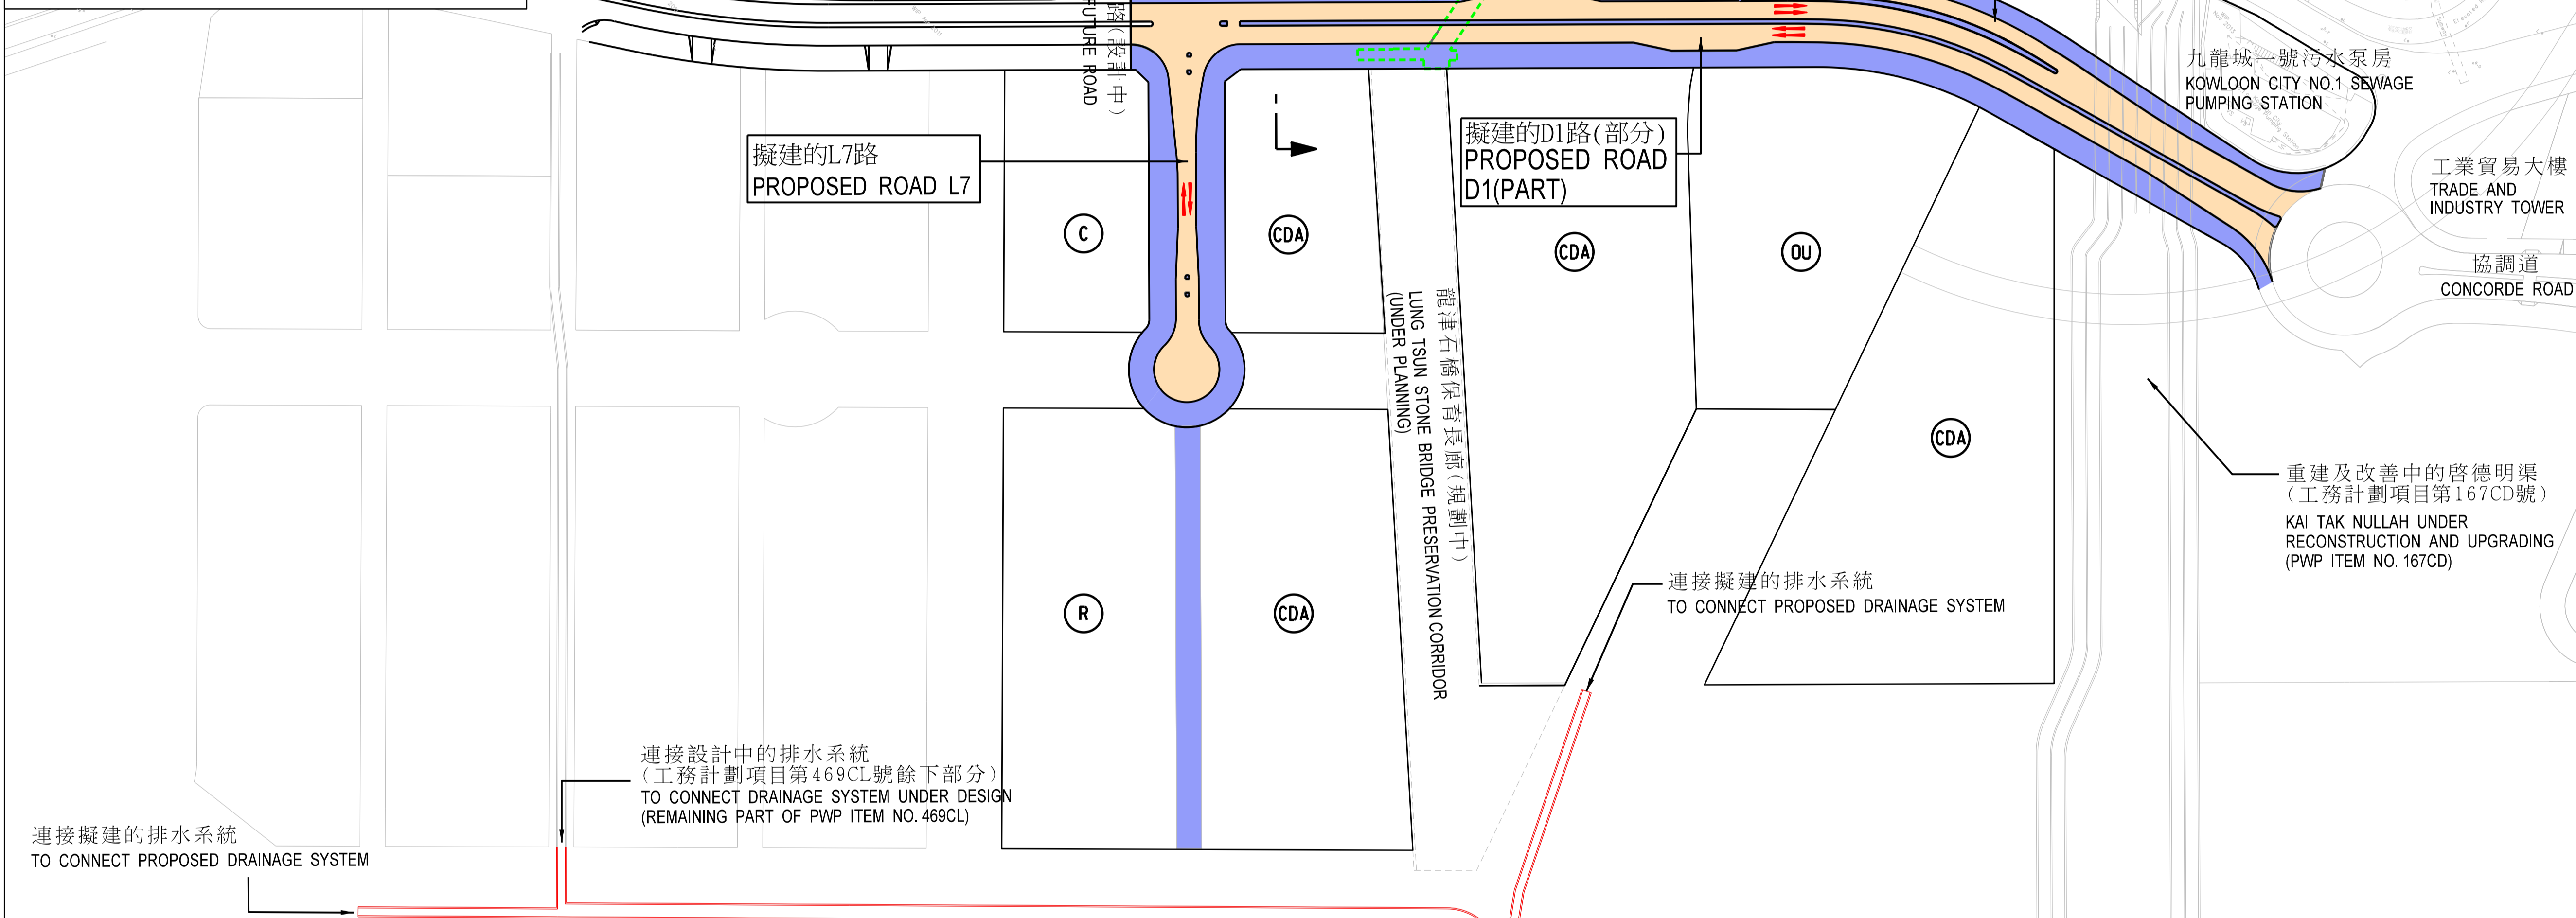 路(設計中)
FUTURE ROAD
擬建的L7路
PROPOSED ROAD L7
擬建的D1路(部分)
PROPOSED ROAD
D1(PART)
九龍城一號污水泵房
KOWLOON CITY NO.1 SEWAGE
PUMPING STATION
工業貿易大樓
TRADE AND
INDUSTRY TOWER
協調道
CONCORDE ROAD
C
CDA
CDA
OU
CDA
龍津石橋保育長廊(規劃中)
LUNG TSUN STONE BRIDGE PRESERVATION CORRIDOR
(UNDER PLANNING)
重建及改善中的啓德明渠
(工務計劃項目第167CD號)
KAI TAK NULLAH UNDER
RECONSTRUCTION AND UPGRADING
(PWP ITEM NO. 167CD)
R
CDA
連接擬建的排水系統
TO CONNECT PROPOSED DRAINAGE SYSTEM
連接設計中的排水系統
(工務計劃項目第469CL號餘下部分)
TO CONNECT DRAINAGE SYSTEM UNDER DESIGN
(REMAINING PART OF PWP ITEM NO. 469CL)
連接擬建的排水系統
TO CONNECT PROPOSED DRAINAGE SYSTEM